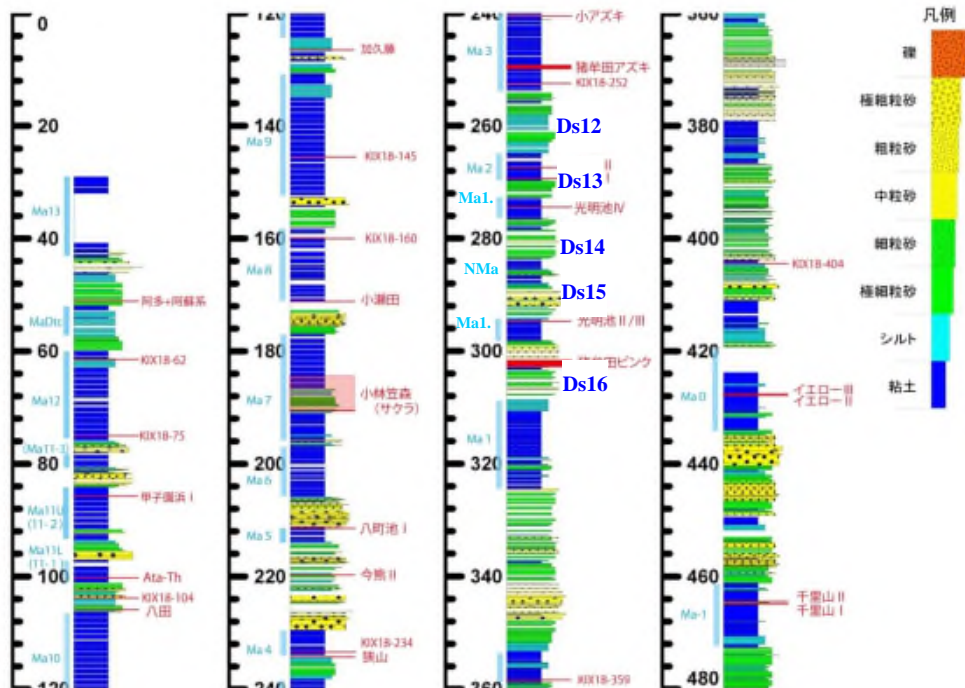 0
20
40
60
80
100
120
Ma13
MaDtc
Ma12
(Ma11-3)
Ma11U
(11-2)
Ma11L
(11-1)
Ma10
阿多+阿蘇系
KIX18-62
KIX18-75
甲子園浜 I
Ata-Th
KIX18-104
八田
120
140
160
180
200
220
240
Ma9
Ma8
Ma7
Ma6
Ma5
Ma4
加久藤
KIX18-145
KIX18-160
小瀬田
小林笠森
(サクラ)
八町池 I
今熊 II
KIX18-234
狭山
240
260
280
300
320
340
360
Ma3
Ma2
Ma1.
NMa
Ma1.
Ma1
小アズキ
猪牟田アズキ
KIX18-252
Ds12
II
Ds13
I
光明池IV
Ds14
Ds15
光明池 II/III
ピンク
Ds16
KIX18-359
360
380
400
420
440
460
480
Ma0
Ma-1
KIX18-404
イエロー III
イエロー II
千里山 II
千里山 I
凡例
礫
極粗粒砂
粗粒砂
中粒砂
細粒砂
極細粒砂
シルト
粘土